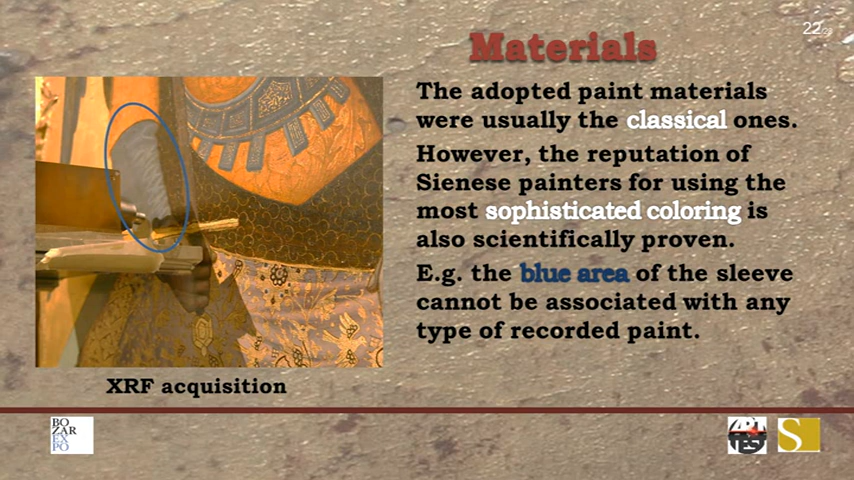 22
Materials
The adopted paint materials
were usually the classical ones.
However, the reputation of
Sienese painters for using the
most sophisticated coloring is
also scientifically proven.
E.g. the blue area of the sleeve
cannot be associated with any
type of recorded paint.
XRF acquisition
BO
ZAR
EX
PO
ART
TEST
S